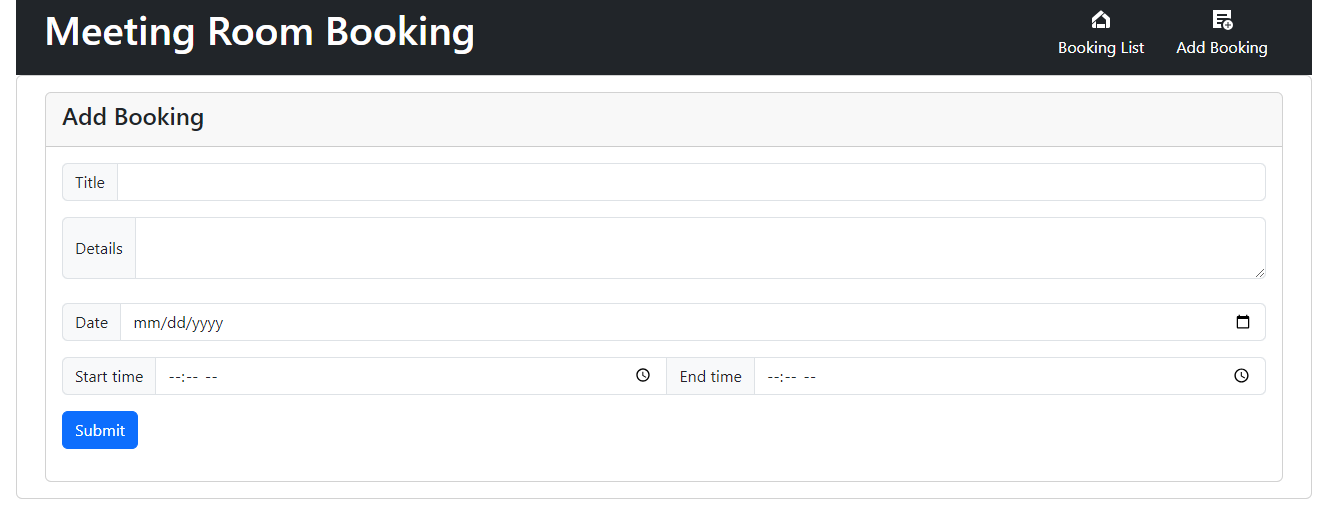 Meeting Room Booking
Booking List
Add Booking
Add Booking
Title
Details
Date mm/dd/yyyy
Start time --:-- -- End time --:-- --
Submit